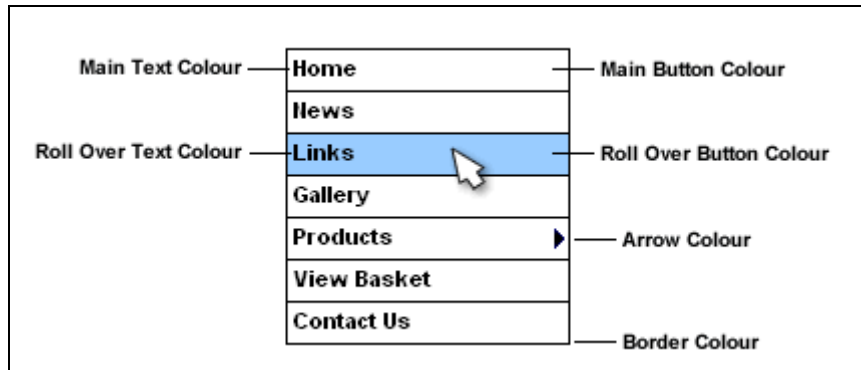 Main Text Colour Home Main Button Colour
News
Roll Over Text Colour Links Roll Over Button Colour
Gallery
Products Arrow Colour
View Basket
Contact Us
Border Colour